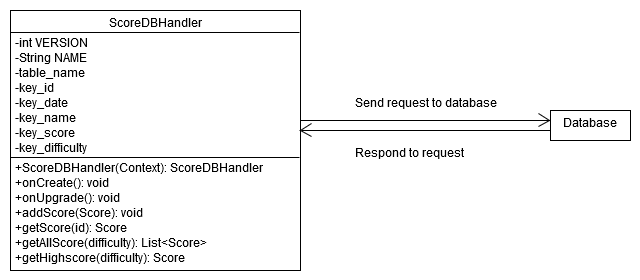 ScoreDBHandler
-int VERSION
-String NAME
-table_name
-key_id
-key_date
-key_name
-key_score
-key_difficulty
+ScoreDBHandler(Context): ScoreDBHandler
+onCreate(): void
+onUpgrade(): void
+addScore(Score): void
+getScore(id): Score
+getAllScore(difficulty): List<Score>
+getHighscore(difficulty): Score
Send request to database
Respond to request
Database